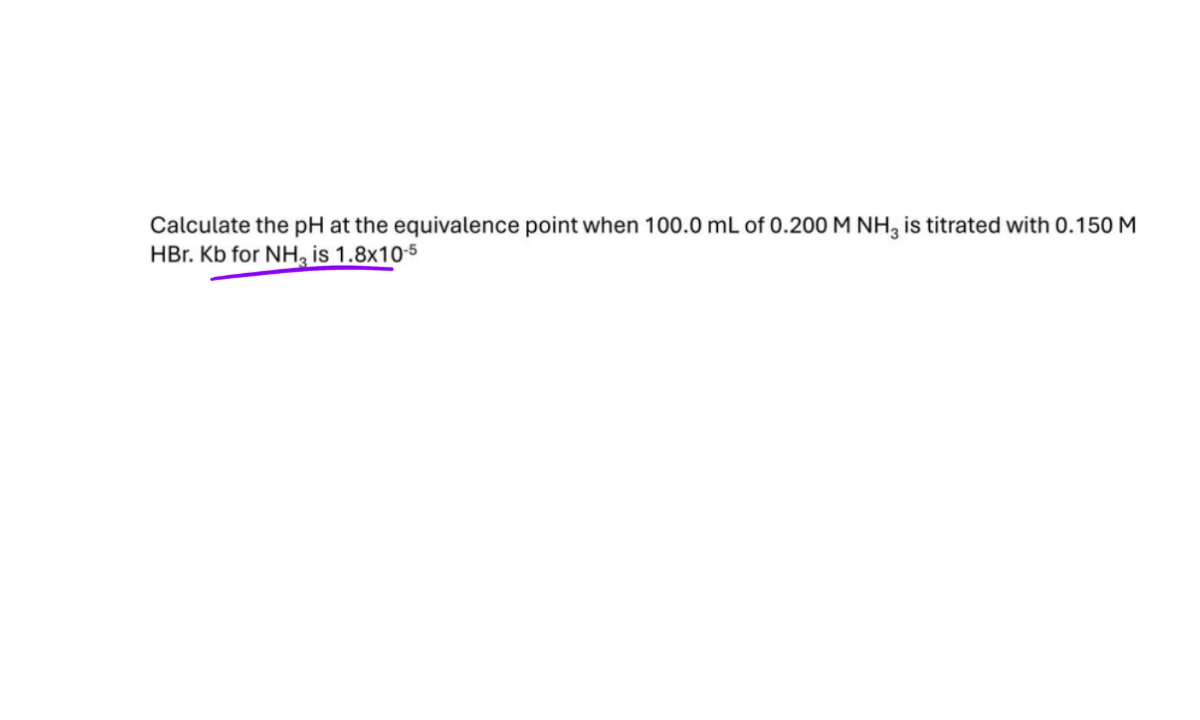 Calculate the pH at the equivalence point when 100.0 mL of 0.200 M NH₃ is titrated with 0.150 M
HBr. Kb for NH₃ is 1.8x10⁻⁵